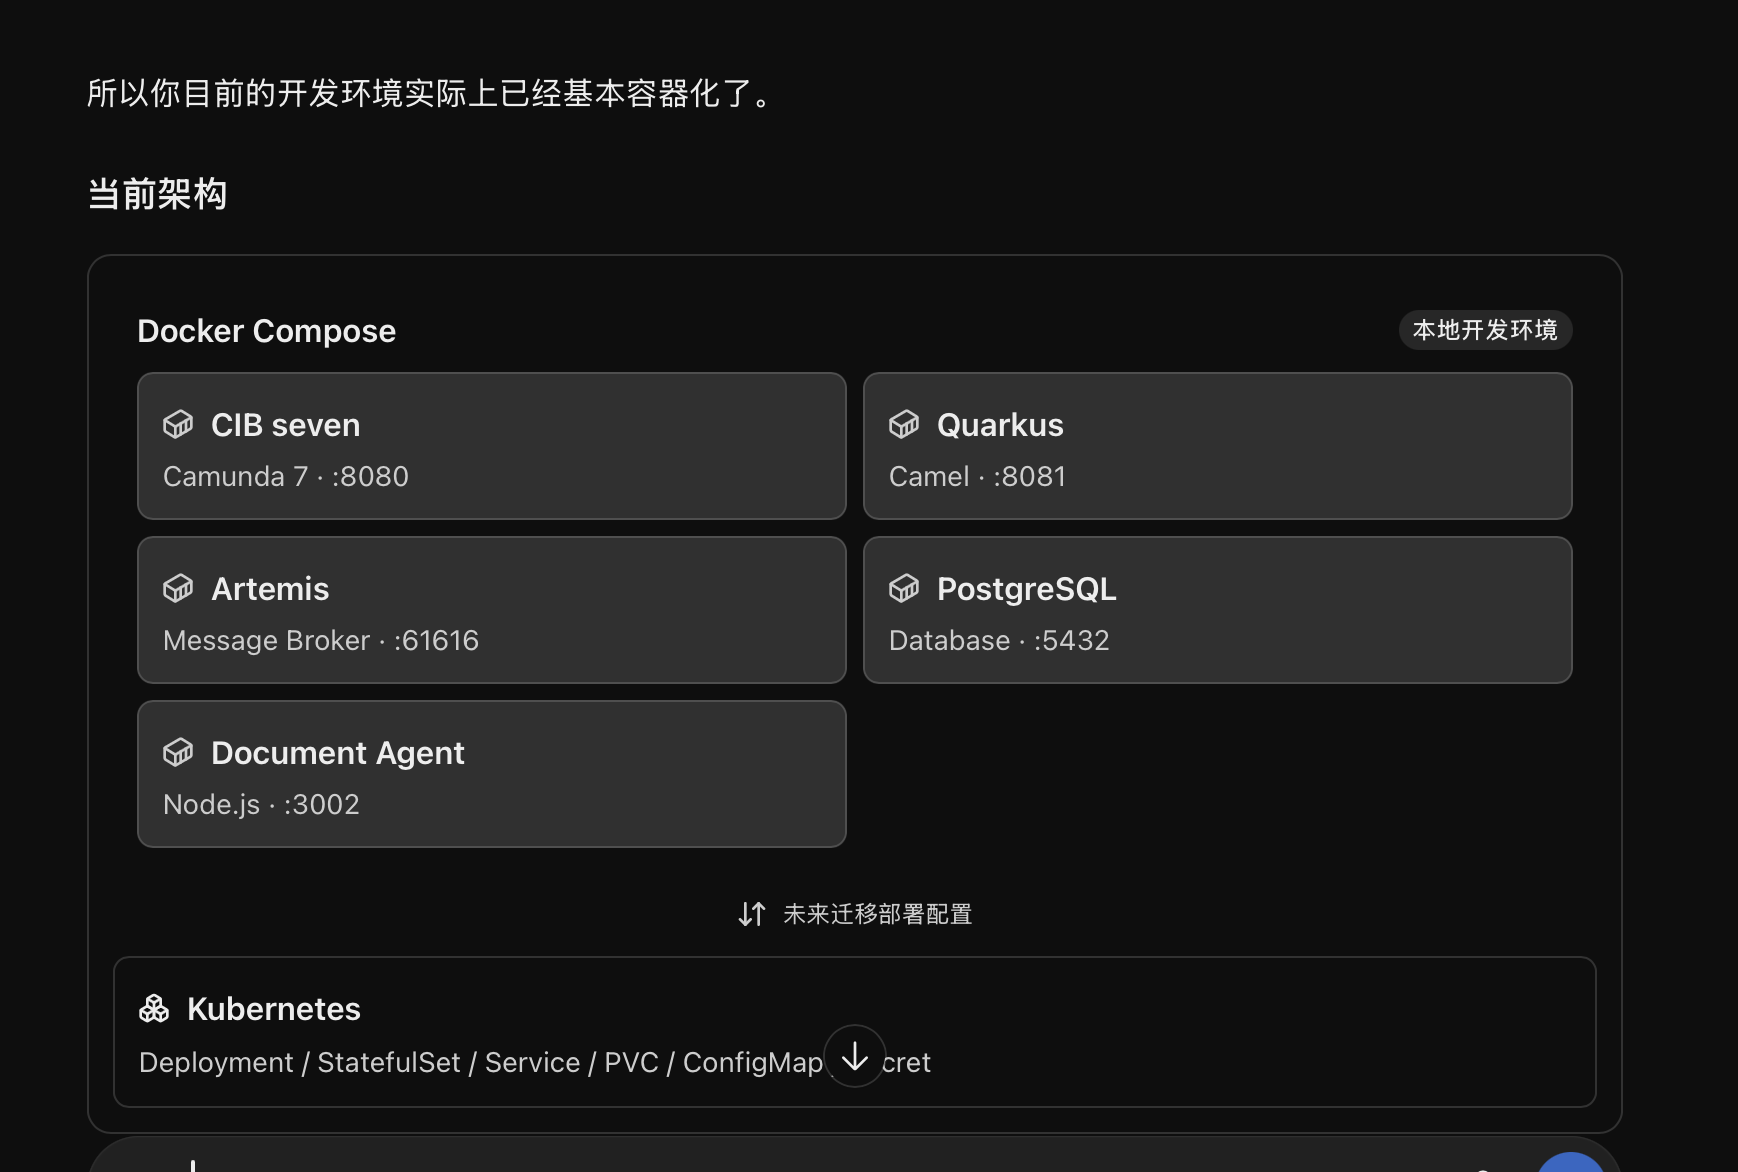 所以你目前的开发环境实际上已经基本容器化了。
当前架构
Docker Compose
本地开发环境
CIB seven
Camunda 7 · :8080
Quarkus
Camel · :8081
Artemis
Message Broker · :61616
PostgreSQL
Database · :5432
Document Agent
Node.js · :3002
未来迁移部署配置
Kubernetes
Deployment / StatefulSet / Service / PVC / ConfigMap cret